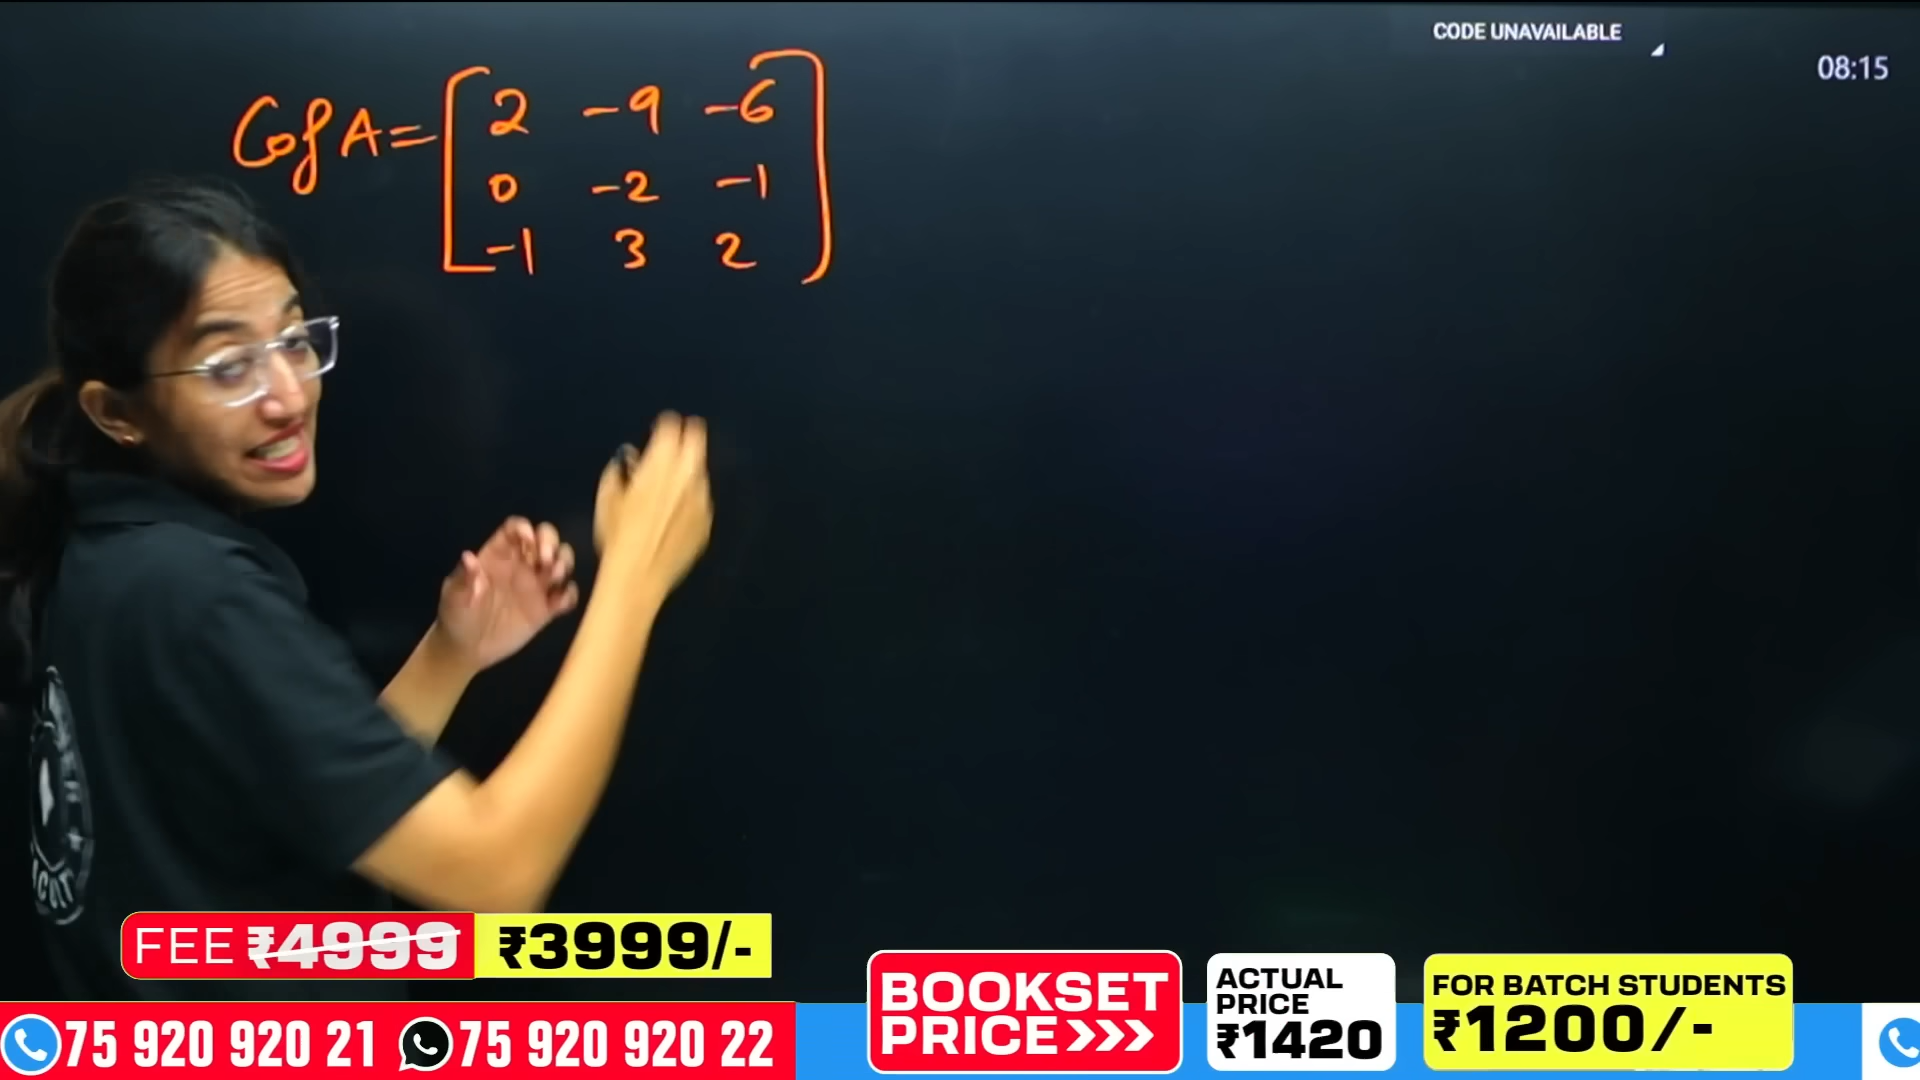 CODE UNAVAILABLE
08:15
Cof A = [ 2 -9 -6
0 -2 -1
-1 3 2 ]
FEE ₹4999 ₹3999/-
75 920 920 21 75 920 920 22
BOOKSET
PRICE >>>
ACTUAL
PRICE
₹1420
FOR BATCH STUDENTS
₹1200/-